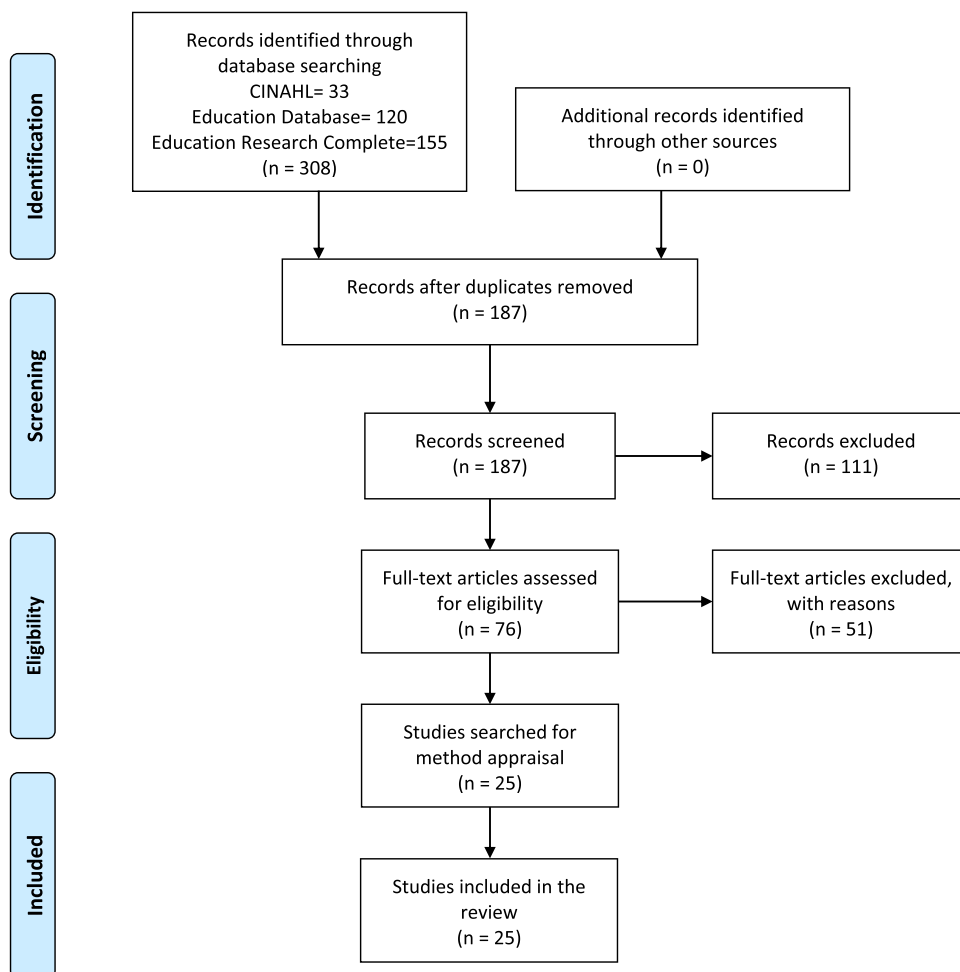 Identification
Records identified through
database searching
CINAHL= 33
Education Database= 120
Education Research Complete=155
(n = 308)
Additional records identified
through other sources
(n = 0)
Records after duplicates removed
(n = 187)
Screening
Records screened
(n = 187)
Records excluded
(n = 111)
Eligibility
Full-text articles assessed
for eligibility
(n = 76)
Full-text articles excluded,
with reasons
(n = 51)
Studies searched for
method appraisal
(n = 25)
Included
Studies included in the
review
(n = 25)